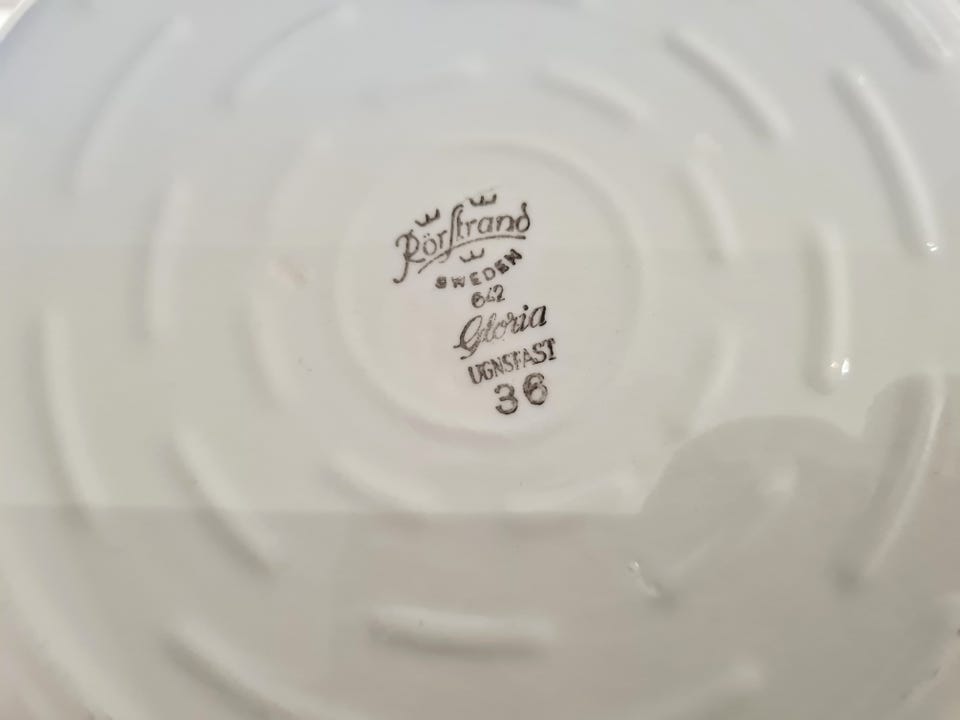 Rörstrand
SWEDEN
642
Gloria
UGNSFAST
36